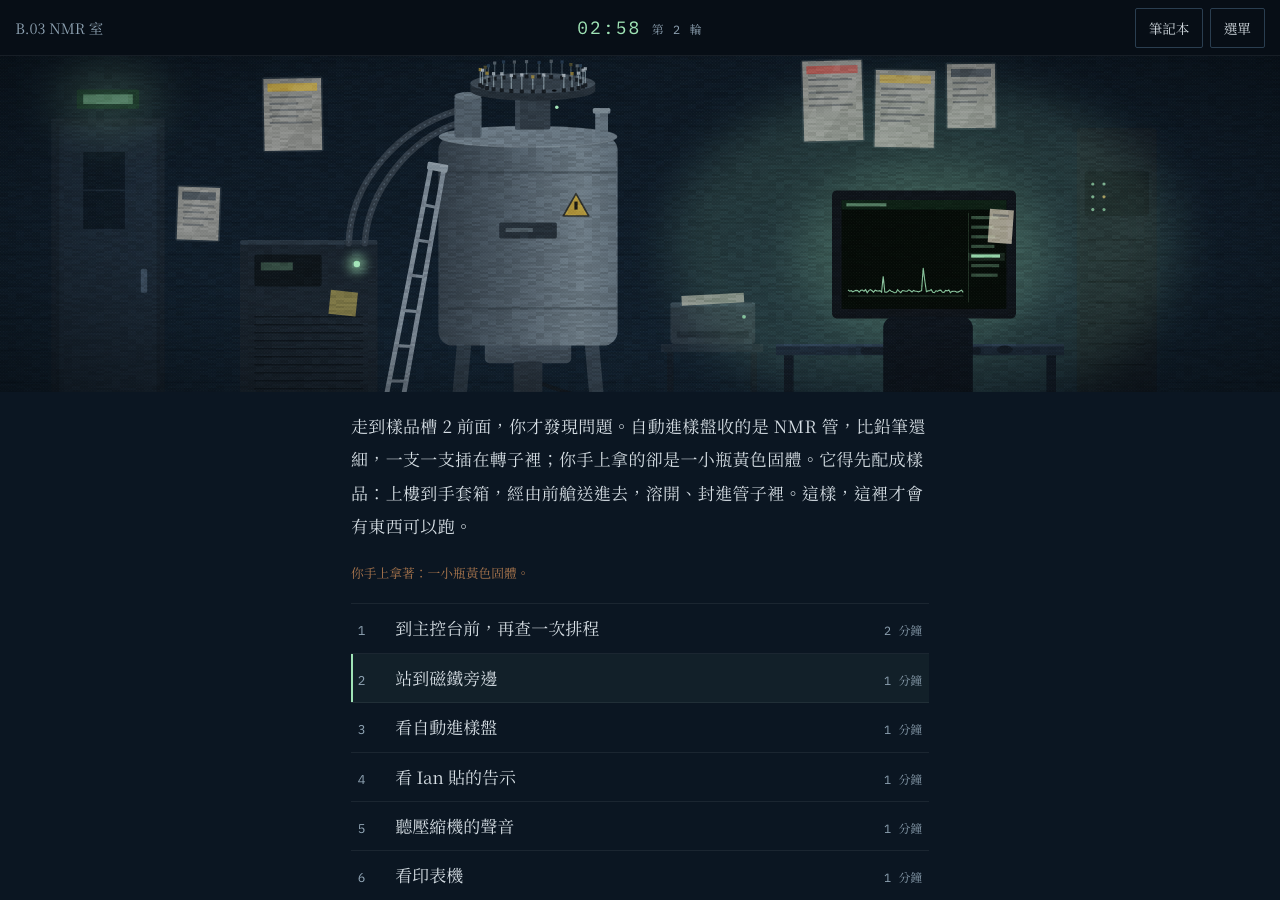 B.03 NMR 室
02:58 第 2 輪
筆記本
選單
走到樣品槽 2 前面，你才發現問題。自動進樣盤收的是 NMR 管，比鉛筆還
細，一支一支插在轉子裡；你手上拿的卻是一小瓶黃色固體。它得先配成樣
品：上樓到手套箱，經由前艙送進去，溶開、封進管子裡。這樣，這裡才會
有東西可以跑。
你手上拿著：一小瓶黃色固體。
1 到主控台前，再查一次排程 2 分鐘
2 站到磁鐵旁邊 1 分鐘
3 看自動進樣盤 1 分鐘
4 看 Ian 貼的告示 1 分鐘
5 聽壓縮機的聲音 1 分鐘
6 看印表機 1 分鐘